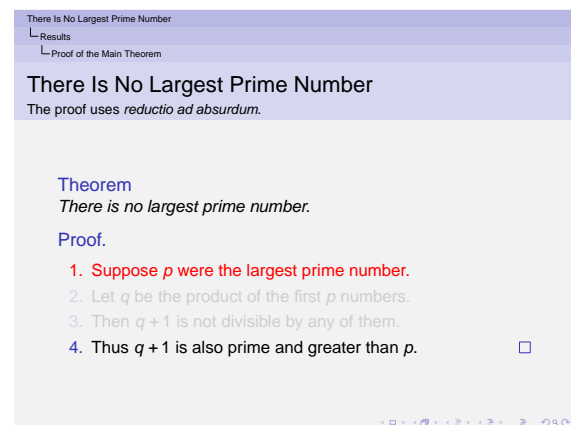 There Is No Largest Prime Number
Results
Proof of the Main Theorem
There Is No Largest Prime Number
The proof uses reductio ad absurdum.
Theorem
There is no largest prime number.
Proof.
1. Suppose p were the largest prime number.
2. Let q be the product of the first p numbers.
3. Then q + 1 is not divisible by any of them.
4. Thus q + 1 is also prime and greater than p. □